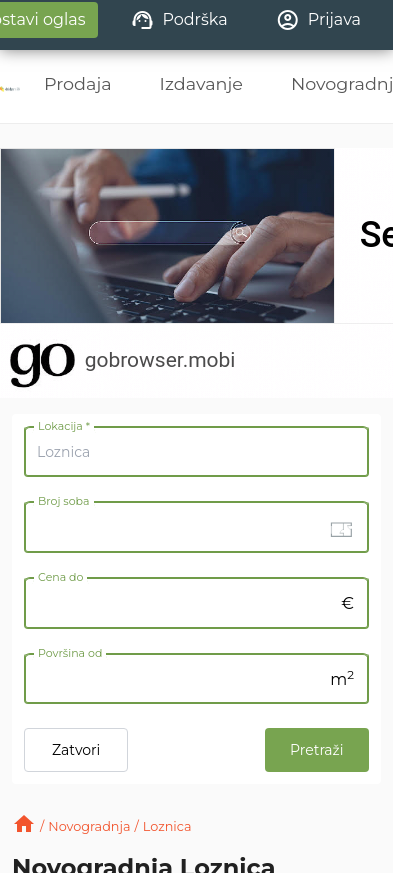 ostavi oglas Podrška Prijava
Prodaja Izdavanje Novogradnj
Se
go gobrowser.mobi
Lokacija *
Loznica
Broj soba
Cena do
€
Površina od
m²
Zatvori Pretraži
/ Novogradnja / Loznica
Novogradnja Loznica